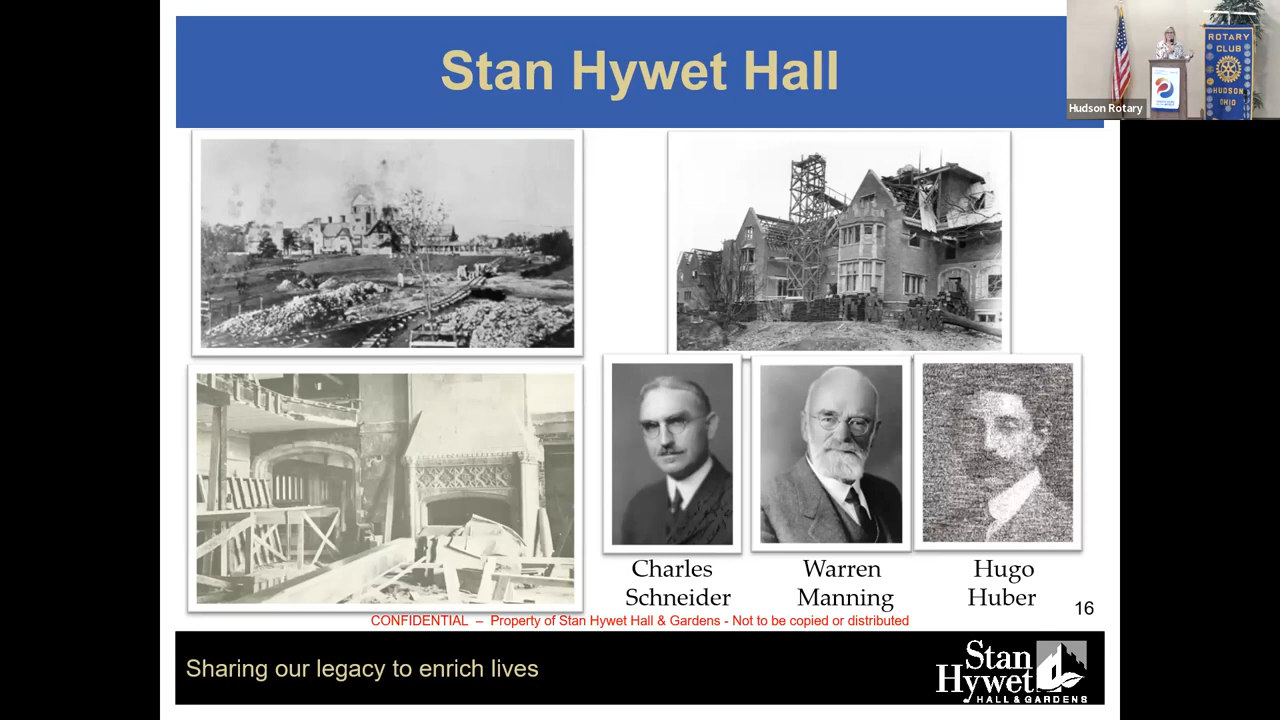 Stan Hywet Hall
ROTARY
CLUB
HUDSON
OHIO
Hudson Rotary
Charles
Schneider
Warren
Manning
Hugo
Huber
16
CONFIDENTIAL – Property of Stan Hywet Hall & Gardens - Not to be copied or distributed
Sharing our legacy to enrich lives
Stan
Hywet
HALL & GARDENS